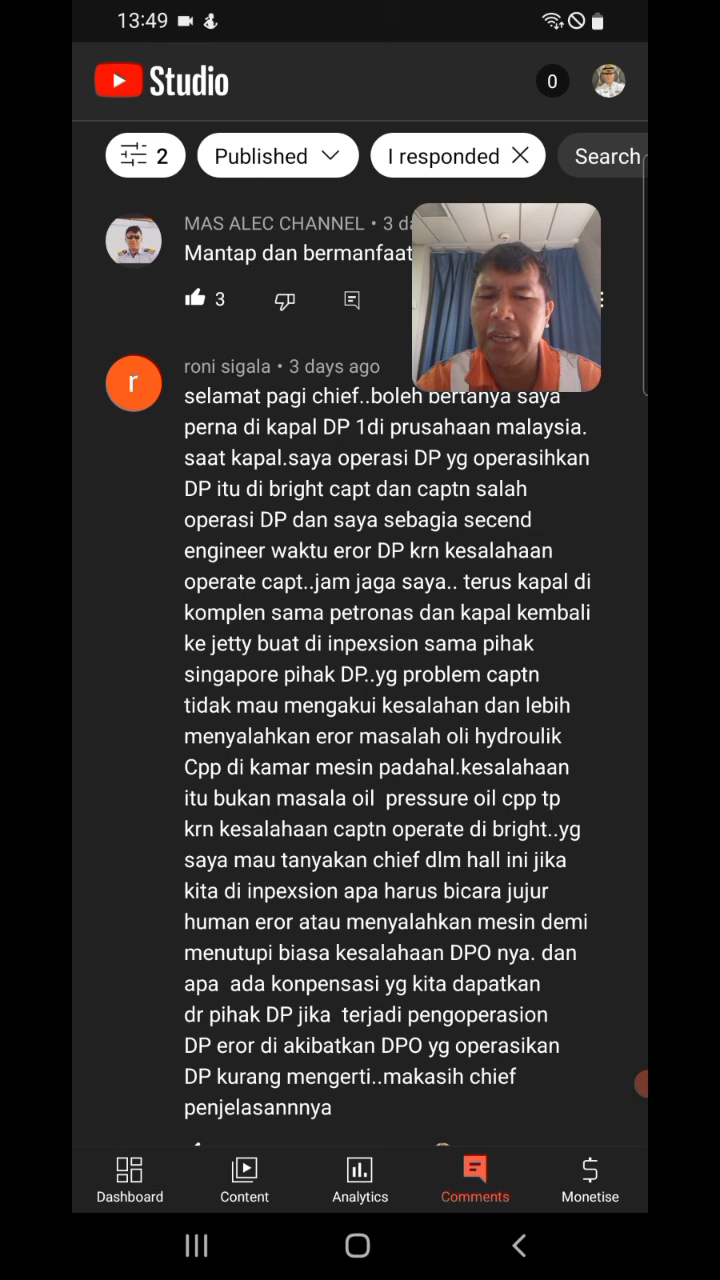 13:49
Studio
0
2
Published
I responded
Search
MAS ALEC CHANNEL • 3
Mantap dan bermanfaat
3
roni sigala • 3 days ago
selamat pagi chief..boleh bertanya saya
perna di kapal DP 1di prusahaan malaysia.
saat kapal.saya operasi DP yg operasihkan
DP itu di bright capt dan captn salah
operasi DP dan saya sebagia secend
engineer waktu eror DP krn kesalahaan
operate capt..jam jaga saya.. terus kapal di
komplen sama petronas dan kapal kembali
ke jetty buat di inpexsion sama pihak
singapore pihak DP..yg problem captn
tidak mau mengakui kesalahan dan lebih
menyalahkan eror masalah oli hydroulik
Cpp di kamar mesin padahal.kesalahaan
itu bukan masala oil pressure oil cpp tp
krn kesalahaan captn operate di bright..yg
saya mau tanyakan chief dlm hall ini jika
kita di inpexsion apa harus bicara jujur
human eror atau menyalahkan mesin demi
menutupi biasa kesalahaan DPO nya. dan
apa ada konpensasi yg kita dapatkan
dr pihak DP jika terjadi pengoperasion
DP eror di akibatkan DPO yg operasikan
DP kurang mengerti..makasih chief
penjelasannnya
Dashboard
Content
Analytics
Comments
Monetise